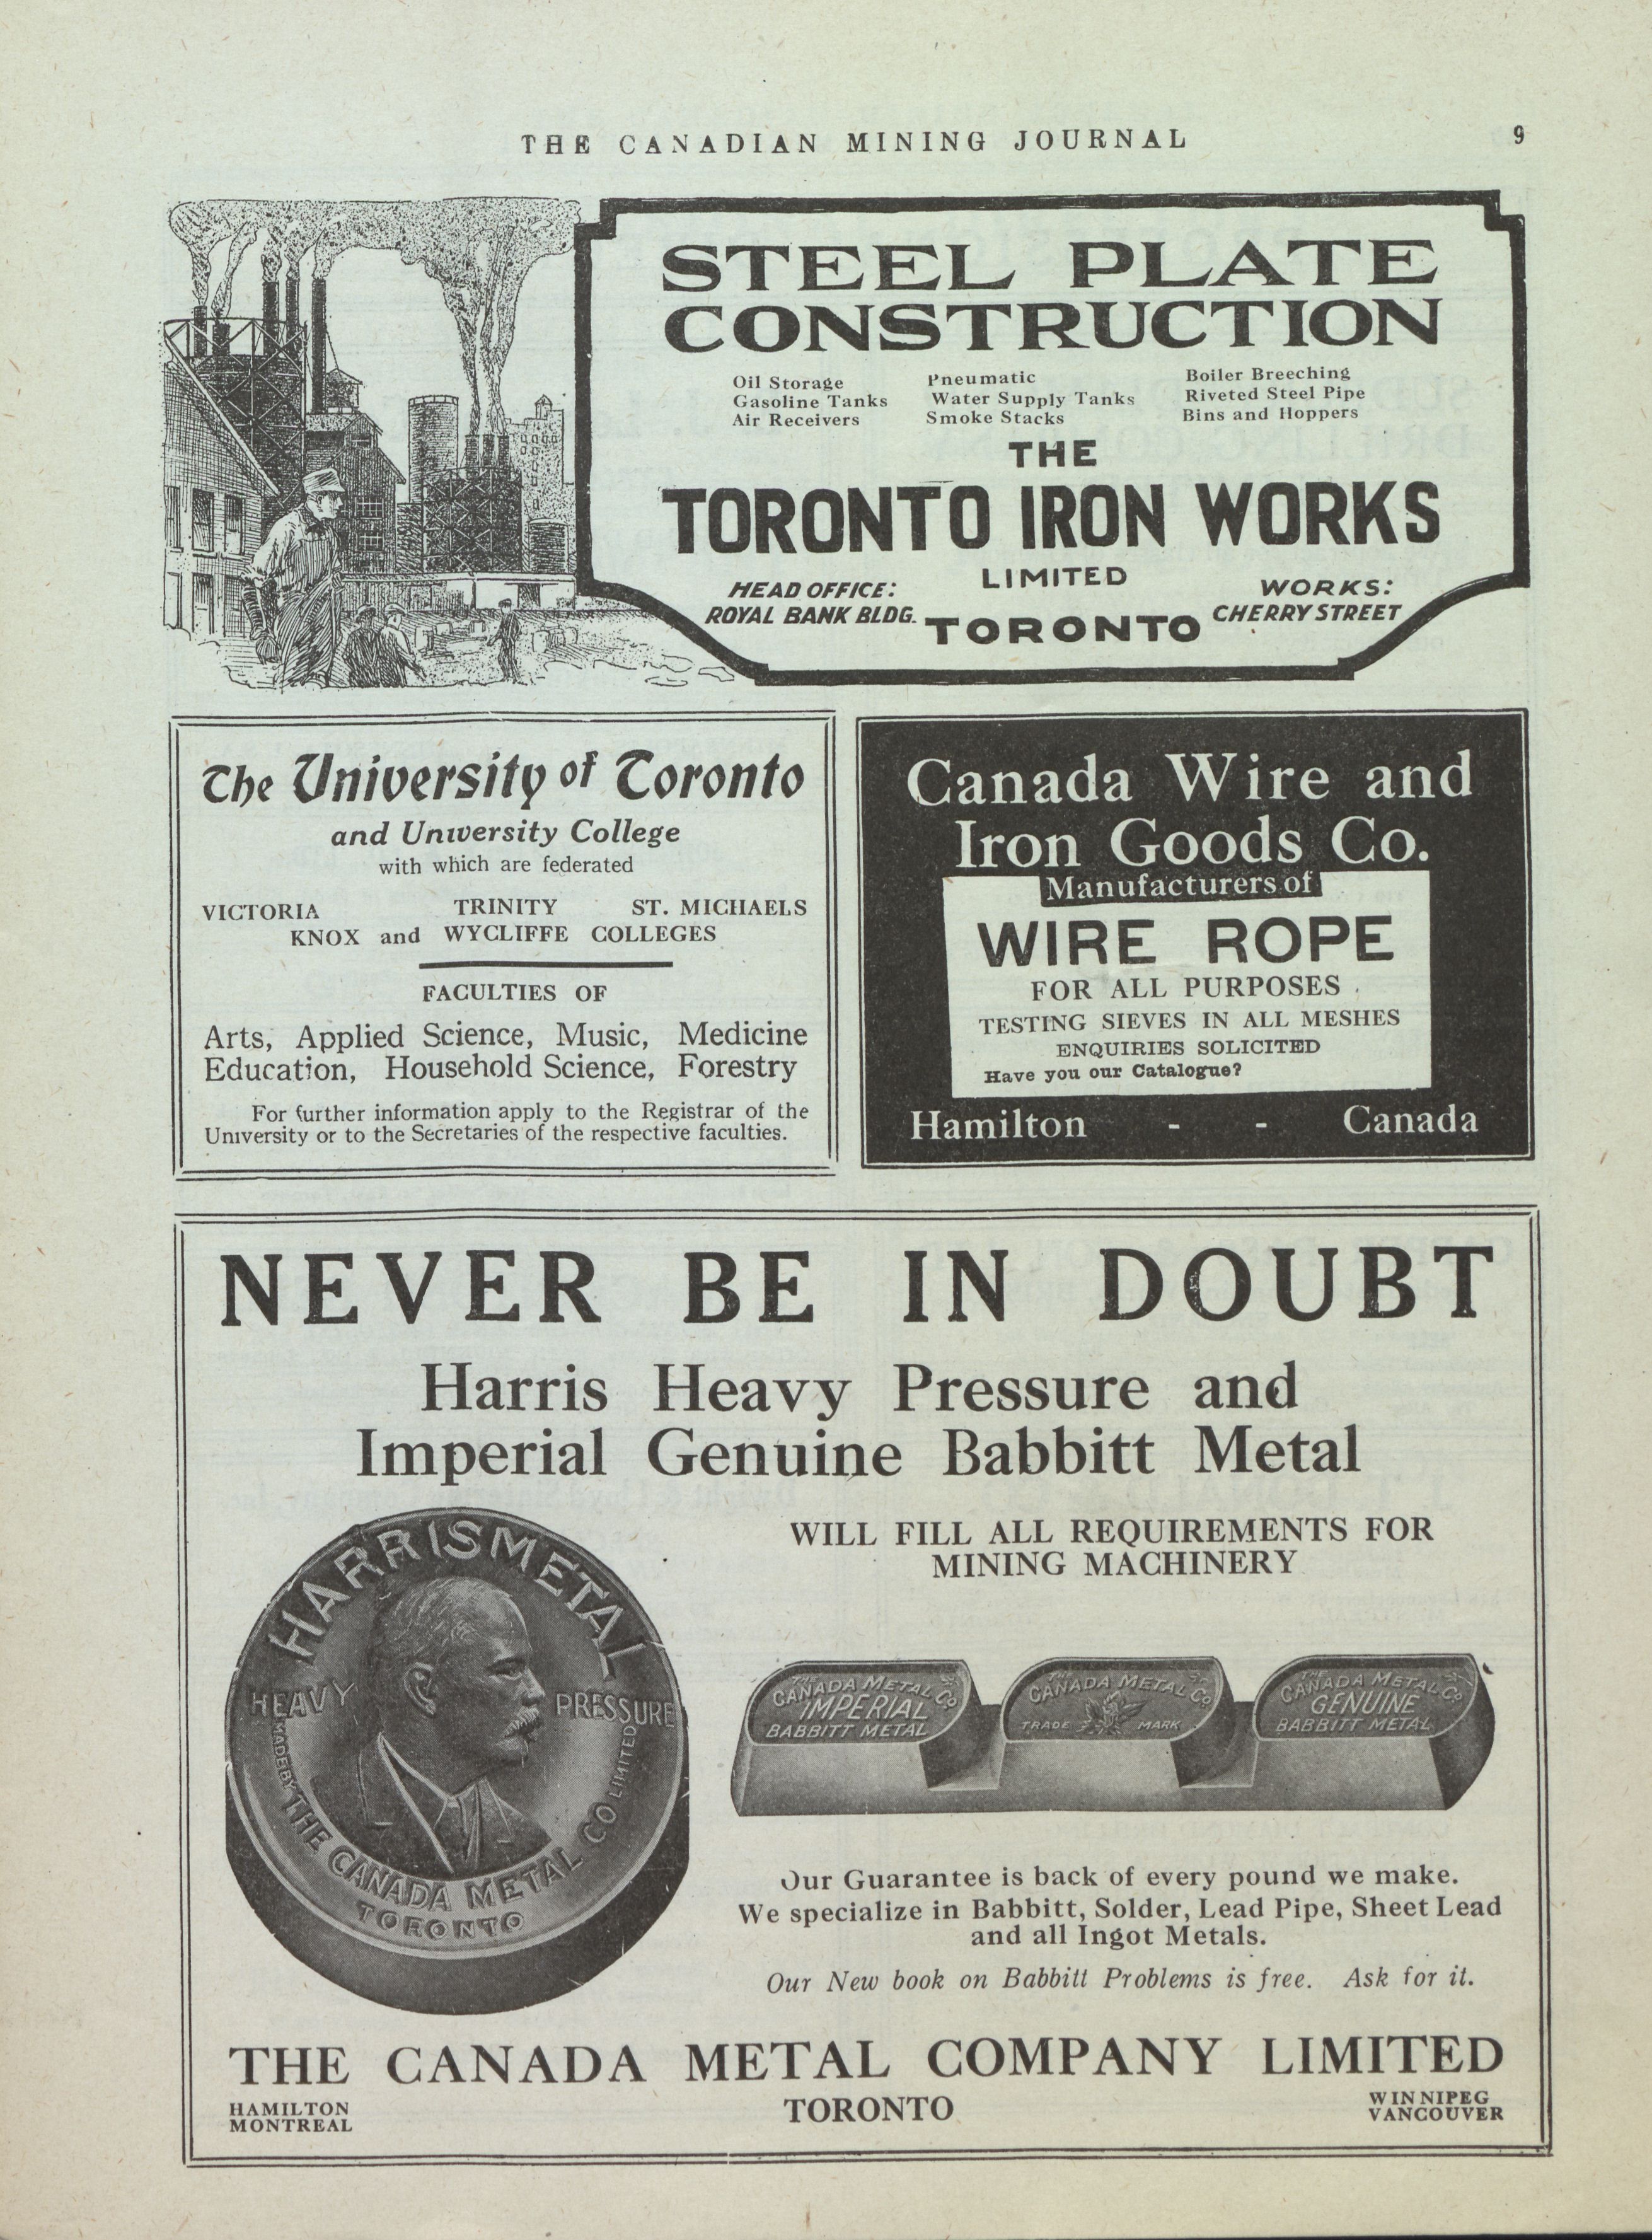 THE CANADIAN MINING JOURNAL 9
STEEL PLATE
CONSTRUCTION
Oil Storage
Gasoline Tanks
Air Receivers
Pneumatic
Water Supply Tanks
Smoke Stacks
Boiler Breeching
Riveted Steel Pipe
Bins and Hoppers
THE
TORONTO IRON WORKS
LIMITED
HEAD OFFICE:
ROYAL BANK BLDG.
TORONTO
WORKS:
CHERRY STREET
The University of Toronto
and University College
with which are federated
VICTORIA TRINITY ST. MICHAELS
KNOX and WYCLIFFE COLLEGES
FACULTIES OF
Arts, Applied Science, Music, Medicine
Education, Household Science, Forestry
For further information apply to the Registrar of the
University or to the Secretaries of the respective faculties.
Canada Wire and
Iron Goods Co.
Manufacturers of
WIRE ROPE
FOR ALL PURPOSES
TESTING SIEVES IN ALL MESHES
ENQUIRIES SOLICITED
Have you our Catalogue?
Hamilton - - Canada
NEVER BE IN DOUBT
Harris Heavy Pressure and
Imperial Genuine Babbitt Metal
HARRIS METAL
HEAVY PRESSURE
MADE BY THE CANADA METAL CO LIMITED
TORONTO
WILL FILL ALL REQUIREMENTS FOR
MINING MACHINERY
THE
CANADA METAL Co
IMPERIAL
BABBITT METAL
THE
CANADA METAL Co
TRADE MARK
THE
CANADA METAL Co
GENUINE
BABBITT METAL
Our Guarantee is back of every pound we make.
We specialize in Babbitt, Solder, Lead Pipe, Sheet Lead
and all Ingot Metals.
Our New book on Babbitt Problems is free. Ask for it.
THE CANADA METAL COMPANY LIMITED
HAMILTON
MONTREAL
TORONTO
WINNIPEG
VANCOUVER